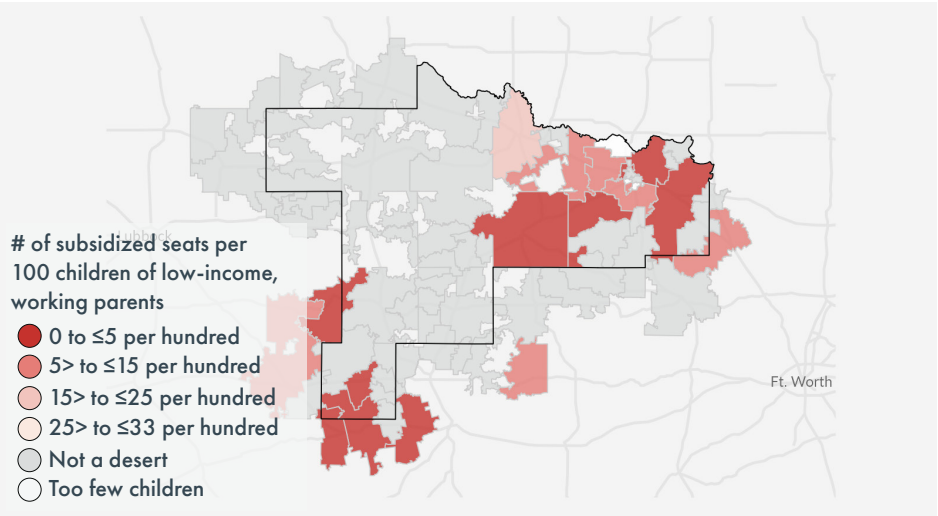 Lubbock
# of subsidized seats per
100 children of low-income,
working parents
0 to ≤5 per hundred
5> to ≤15 per hundred
15> to ≤25 per hundred
25> to ≤33 per hundred
Not a desert
Too few children
Ft. Worth